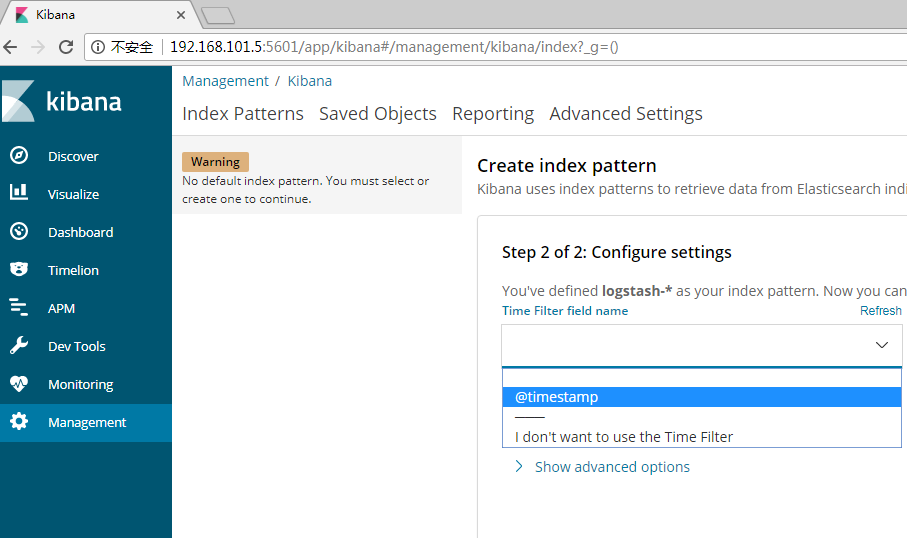 Kibana
不安全 192.168.101.5:5601/app/kibana#/management/kibana/index?_g=()
kibana
Discover
Visualize
Dashboard
Timelion
APM
Dev Tools
Monitoring
Management
Management / Kibana
Index Patterns Saved Objects Reporting Advanced Settings
Warning
No default index pattern. You must select or
create one to continue.
Create index pattern
Kibana uses index patterns to retrieve data from Elasticsearch indi
Step 2 of 2: Configure settings
You've defined logstash-* as your index pattern. Now you can
Time Filter field name Refresh
@timestamp
I don't want to use the Time Filter
Show advanced options